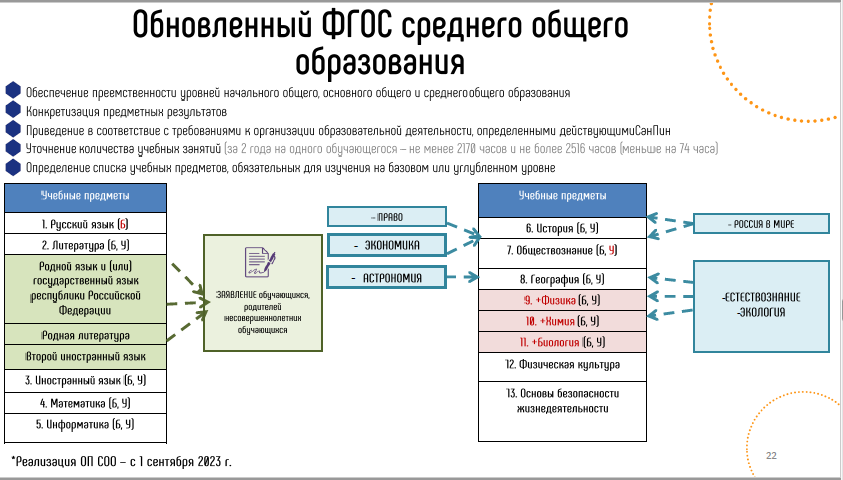 Обновленный ФГОС среднего общего
образования
Обеспечение преемственности уровней начального общего, основного общего и среднегообщего образования
Конкретизация предметных результатов
Приведение в соответствие с требованиями к организации образовательной деятельности, определенными действующимиСанПин
Уточнение количества учебных занятий (за 2 года на одного обучающегося – не менее 2170 часов и не более 2516 часов (меньше на 74 часа)
Определение списка учебных предметов, обязательных для изучения на базовом или углубленном уровне
Учебные предметы
1. Русский язык (Б)
2. Литература (Б, У)
Родной язык и (или)
государственный язык
республики Российской
Федерации
Родная литература
Второй иностранный язык
3. Иностранный язык (Б, У)
4. Математика (Б, У)
5. Информатика (Б, У)
ЗАЯВЛЕНИЕ обучающихся,
родителей
несовершеннолетних
обучающихся
– ПРАВО
- ЭКОНОМИКА
- АСТРОНОМИЯ
Учебные предметы
6. История (Б, У)
7. Обществознание (Б, У)
8. География (Б, У)
9. +Физика (Б, У)
10. +Химия (Б, У)
11. +Биология (Б, У)
12. Физическая культура
13. Основы безопасности
жизнедеятельности
- РОССИЯ В МИРЕ
-ЕСТЕСТВОЗНАНИЕ
-ЭКОЛОГИЯ
*Реализация ОП СОО – с 1 сентября 2023 г.
22